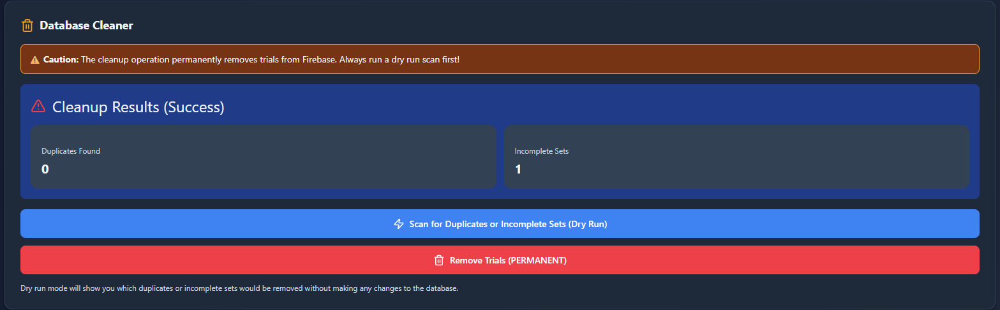 Database Cleaner
Caution: The cleanup operation permanently removes trials from Firebase. Always run a dry run scan first!
Cleanup Results (Success)
Duplicates Found
0
Incomplete Sets
1
Scan for Duplicates or Incomplete Sets (Dry Run)
Remove Trials (PERMANENT)
Dry run mode will show you which duplicates or incomplete sets would be removed without making any changes to the database.